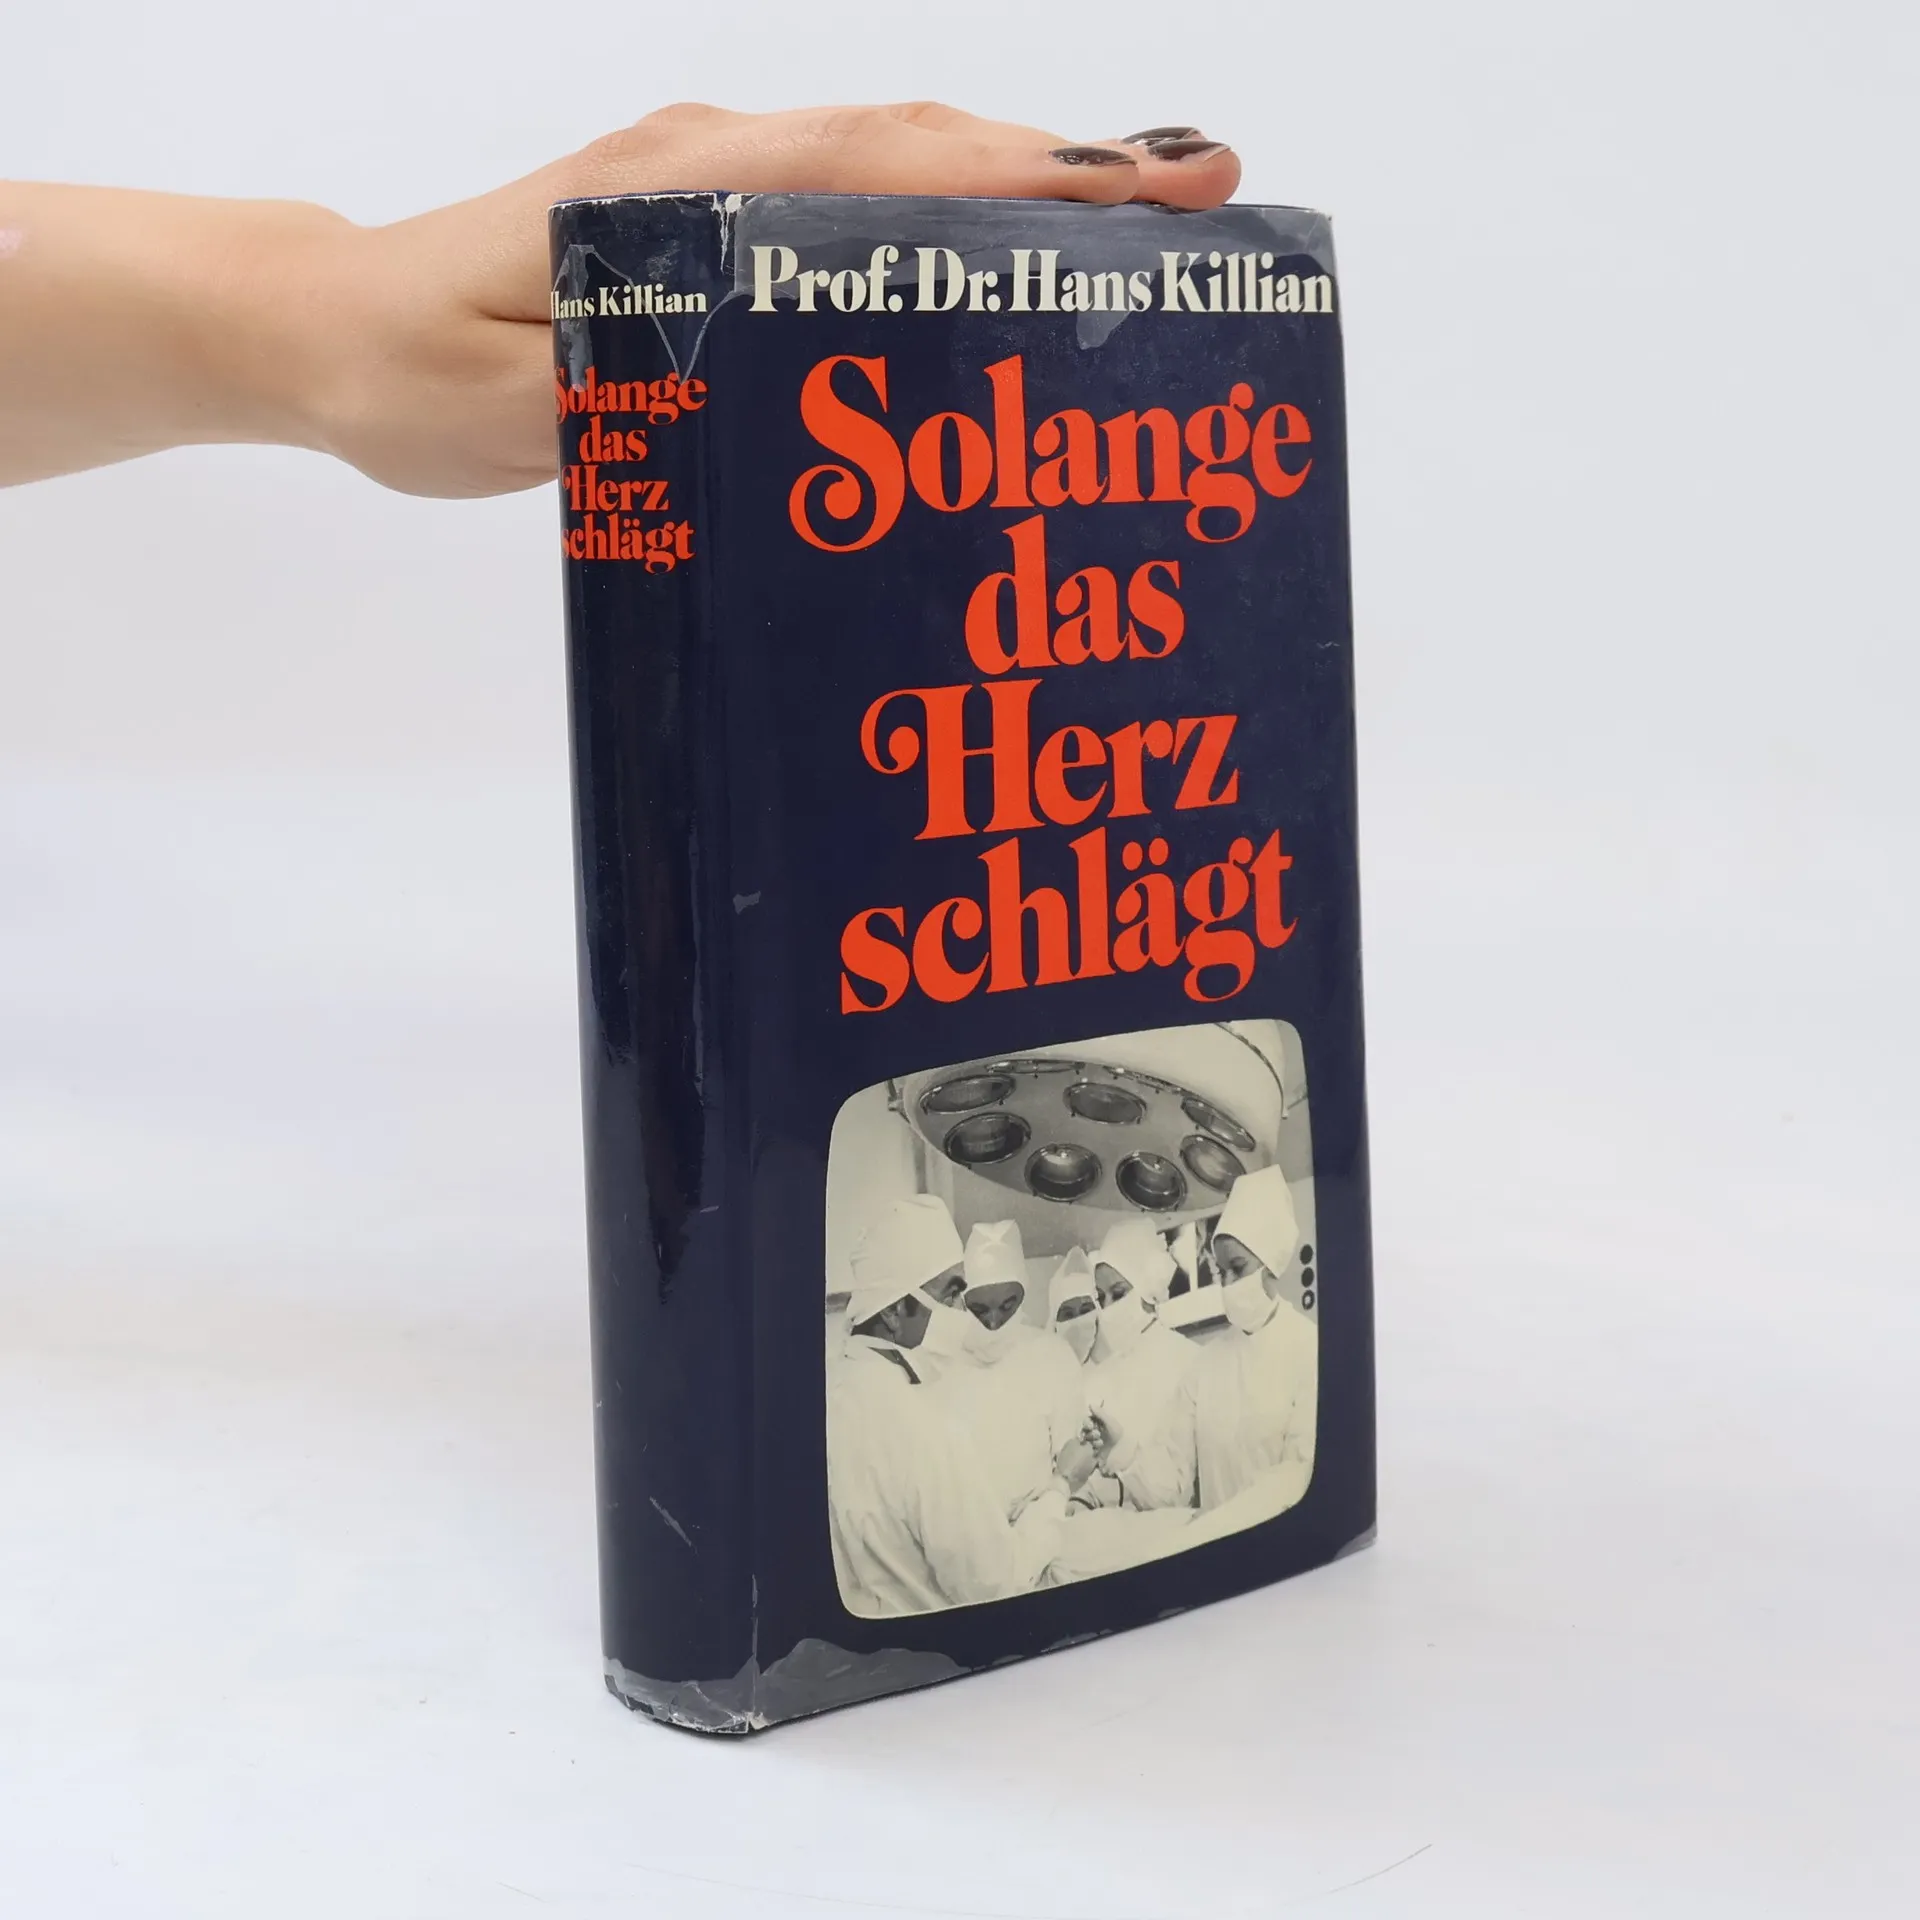 Hans Killian
Solange
das
Herz
schlägt
Prof. Dr. Hans Killian
Solange
das
Herz
schlägt